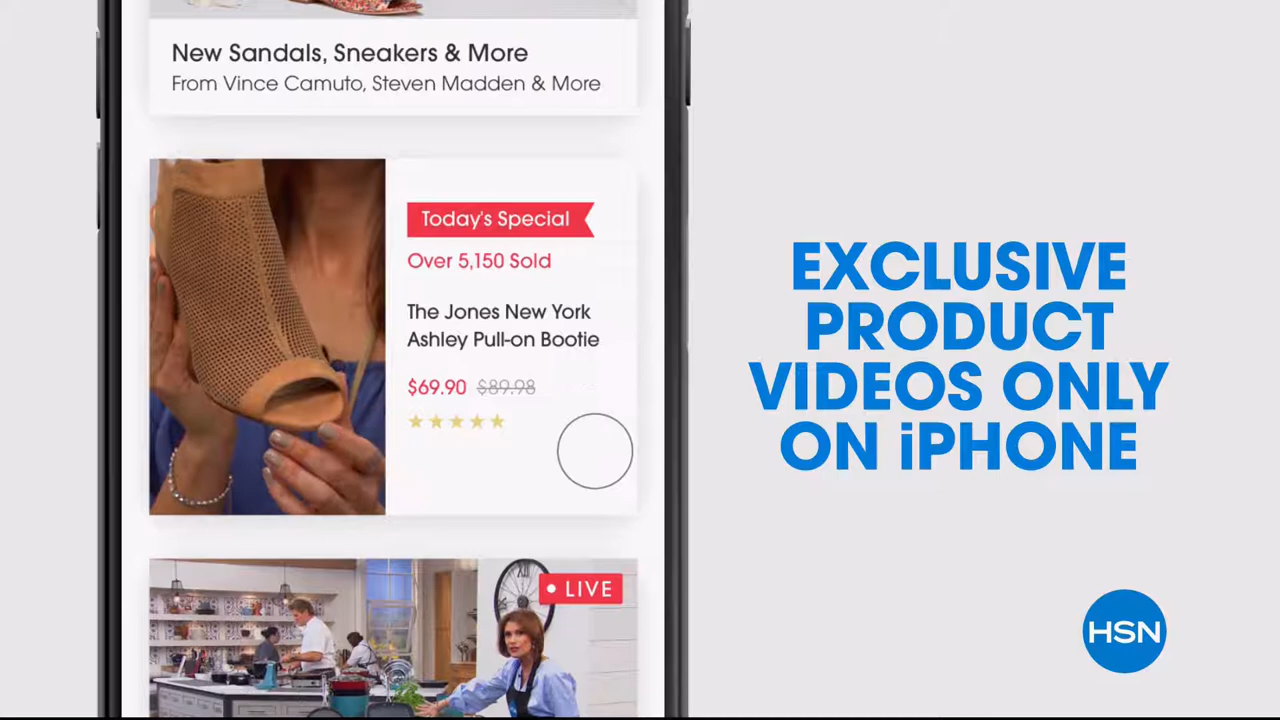 New Sandals, Sneakers & More
From Vince Camuto, Steven Madden & More
Today's Special
Over 5,150 Sold
The Jones New York
Ashley Pull-on Bootie
$69.90 $89.98
LIVE
XII
EXCLUSIVE
PRODUCT
VIDEOS ONLY
ON iPHONE
HSN